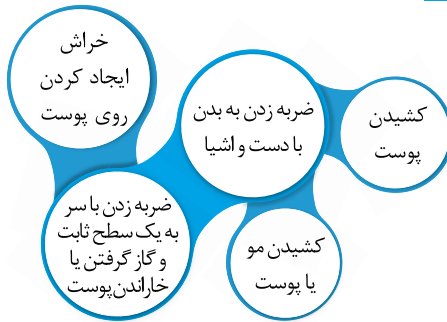 خراش
ایجاد کردن
روی پوست
ضربه زدن به بدن
با دست و اشیا
کشیدن
پوست
ضربه زدن با سر
به یک سطح ثابت
و گاز گرفتن یا
خاراندن پوست
کشیدن مو
یا پوست